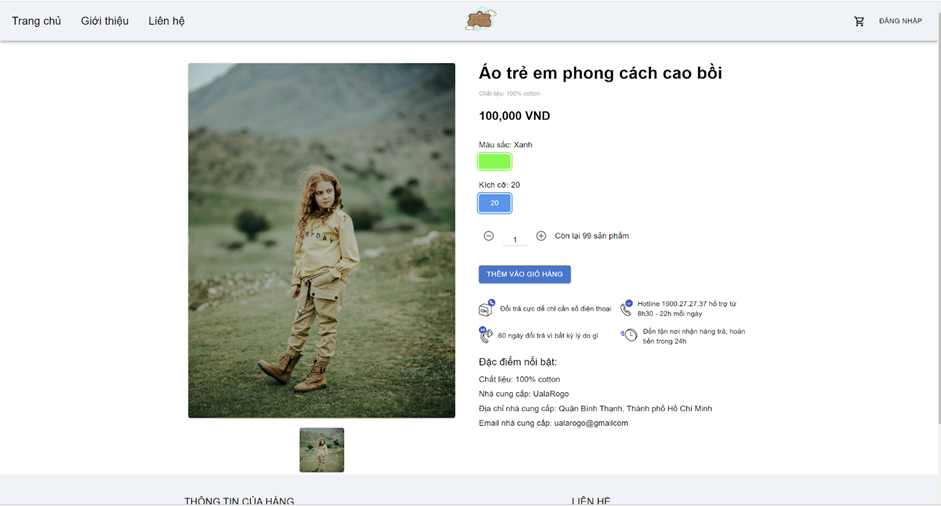 Trang chủ
Giới thiệu
Liên hệ
ĐĂNG NHẬP
Áo trẻ em phong cách cao bồi
Chất liệu: 100% cotton
100,000 VND
Màu sắc: Xanh
Kích cỡ: 20
20
1
Còn lại 99 sản phẩm
THÊM VÀO GIỎ HÀNG
Đổi trả cực dễ chỉ cần số điện thoại
Hotline 1900.27.27.37 hỗ trợ từ
8h30 - 22h mỗi ngày
60 ngày đổi trả vì bất kỳ lý do gì
Đến tận nơi nhận hàng trả, hoàn
tiền trong 24h
Đặc điểm nổi bật:
Chất liệu: 100% cotton
Nhà cung cấp: UalaRogo
Địa chỉ nhà cung cấp: Quận Bình Thạnh, Thành phố Hồ Chí Minh
Email nhà cung cấp: ualarogo@gmailcom
THÔNG TIN CỬA HÀNG
LIÊN HỆ